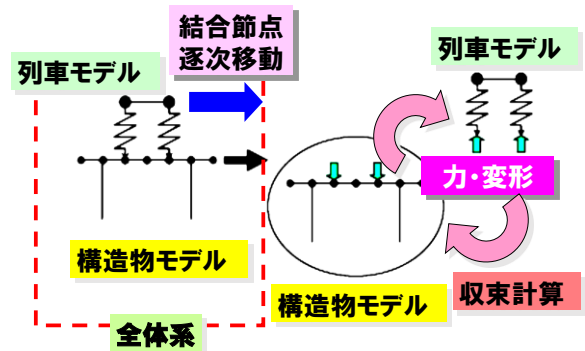 結合節点
逐次移動
列車モデル
列車モデル
力・変形
構造物モデル
構造物モデル
収束計算
全体系